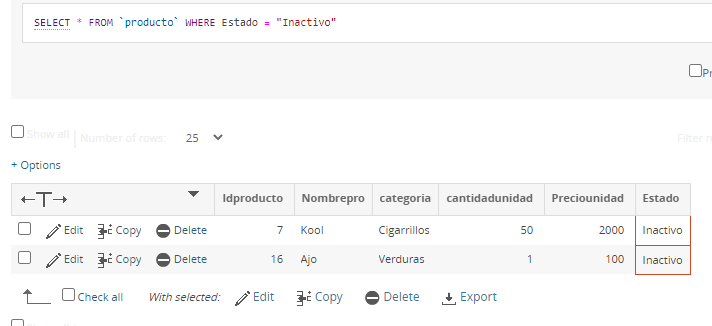 SELECT * FROM `producto` WHERE Estado = "Inactivo"
Show all Number of rows: 25 Filter
+ Options
Idproducto Nombrepro categoria cantidadunidad Preciounidad Estado
Edit Copy Delete 7 Kool Cigarrillos 50 2000 Inactivo
Edit Copy Delete 16 Ajo Verduras 1 100 Inactivo
Check all With selected: Edit Copy Delete Export